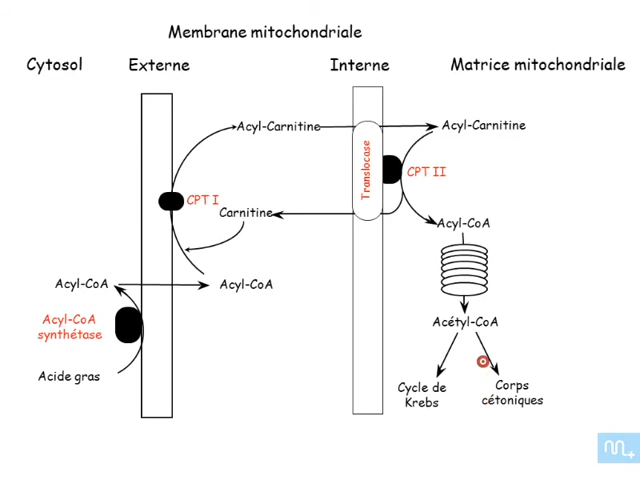 Membrane mitochondriale
Cytosol
Externe
Interne
Matrice mitochondriale
Acyl-Carnitine
Acyl-Carnitine
Translocase
CPT II
CPT I
Carnitine
Acyl-CoA
Acyl-CoA
Acyl-CoA
Acyl-CoA
synthétase
Acétyl-CoA
Acide gras
Cycle de
Krebs
Corps
cétoniques